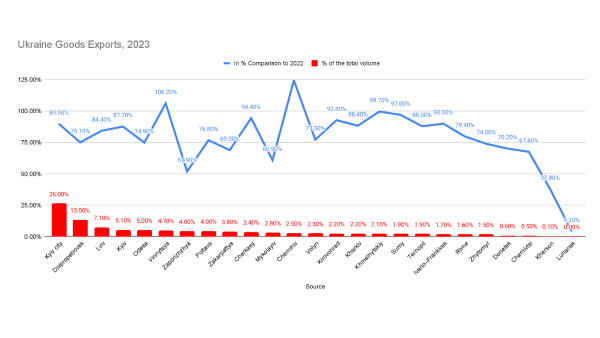 Ukraine Goods Exports, 2023
In % Comparison to 2022
% of the total volume
125.00%
100.00%
75.00%
50.00%
25.00%
0.00%
89.90%
75.10%
84.40%
87.70%
74.90%
106.20%
51.90%
76.80%
69.00%
94.40%
60.90%
77.30%
92.80%
88.40%
99.70%
97.00%
88.00%
90.00%
79.90%
74.00%
70.20%
67.60%
37.80%
26.00%
13.00%
7.10%
5.10%
5.00%
4.70%
4.00%
4.00%
3.80%
3.40%
2.80%
2.50%
2.30%
2.20%
2.20%
2.10%
1.90%
1.90%
1.70%
1.60%
1.50%
0.60%
0.50%
0.10%
0.00%
Kyiv city
Dnipropetrovsk
Lviv
Kyiv
Odesa
Vinnytsya
Zaporizhzhya
Poltava
Zakarpattya
Cherkasy
Mykolayiv
Chernihiv
Volyn
Kirovohrad
Kharkiv
Khmelnytskiy
Sumy
Ternopil
Ivano-Frankivsk
Rivne
Zhytomyr
Donetsk
Chernivtsi
Kherson
Luhansk
Source